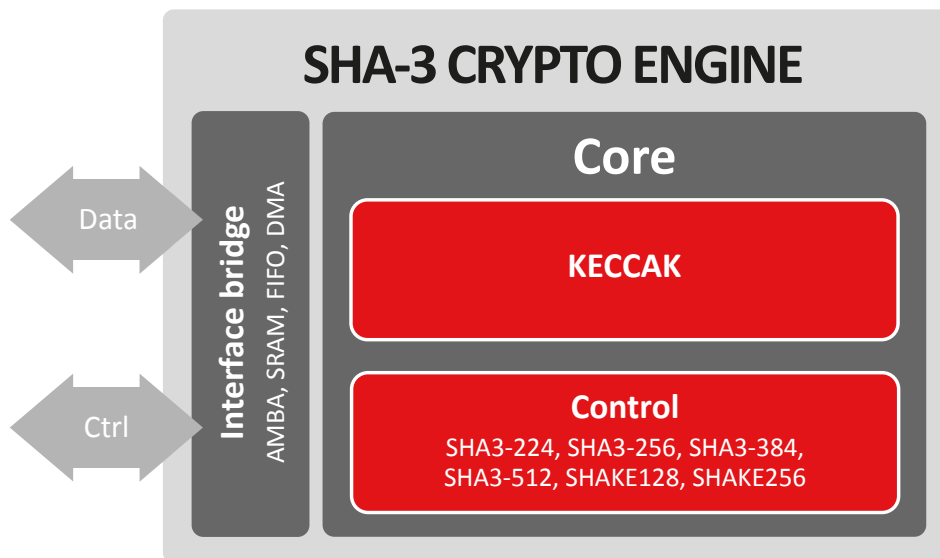 SHA-3 CRYPTO ENGINE
Data
Ctrl
Interface bridge
AMBA, SRAM, FIFO, DMA
Core
KECCAK
Control
SHA3-224, SHA3-256, SHA3-384,
SHA3-512, SHAKE128, SHAKE256